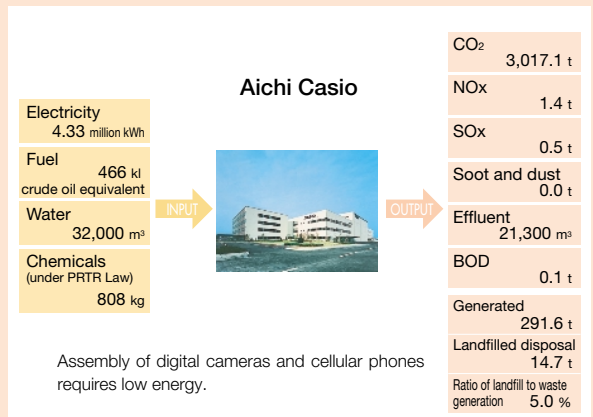 Aichi Casio
Electricity
4.33 million kWh
Fuel
466 kl
crude oil equivalent
Water
32,000 m³
Chemicals
(under PRTR Law)
808 kg
INPUT
OUTPUT
CO₂
3,017.1 t
NOx
1.4 t
SOx
0.5 t
Soot and dust
0.0 t
Effluent
21,300 m³
BOD
0.1 t
Generated
291.6 t
Landfilled disposal
14.7 t
Ratio of landfill to waste
generation 5.0 %
Assembly of digital cameras and cellular phones
requires low energy.